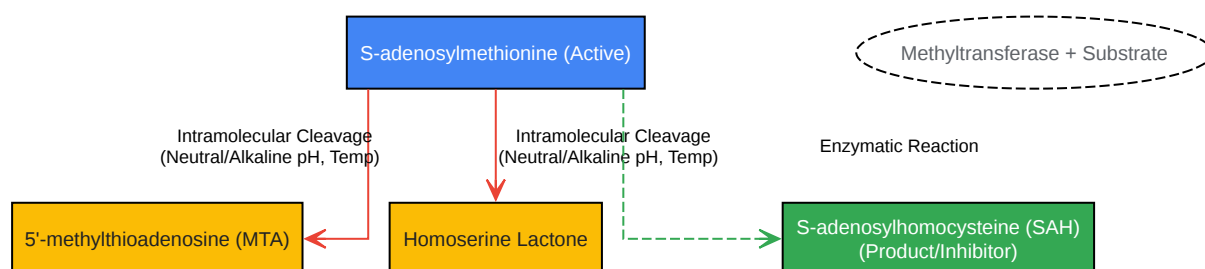 S-adenosylmethionine (Active)
Methyltransferase + Substrate
Intramolecular Cleavage
(Neutral/Alkaline pH, Temp)
Intramolecular Cleavage
(Neutral/Alkaline pH, Temp)
Enzymatic Reaction
5'-methylthioadenosine (MTA)
Homoserine Lactone
S-adenosylhomocysteine (SAH)
(Product/Inhibitor)